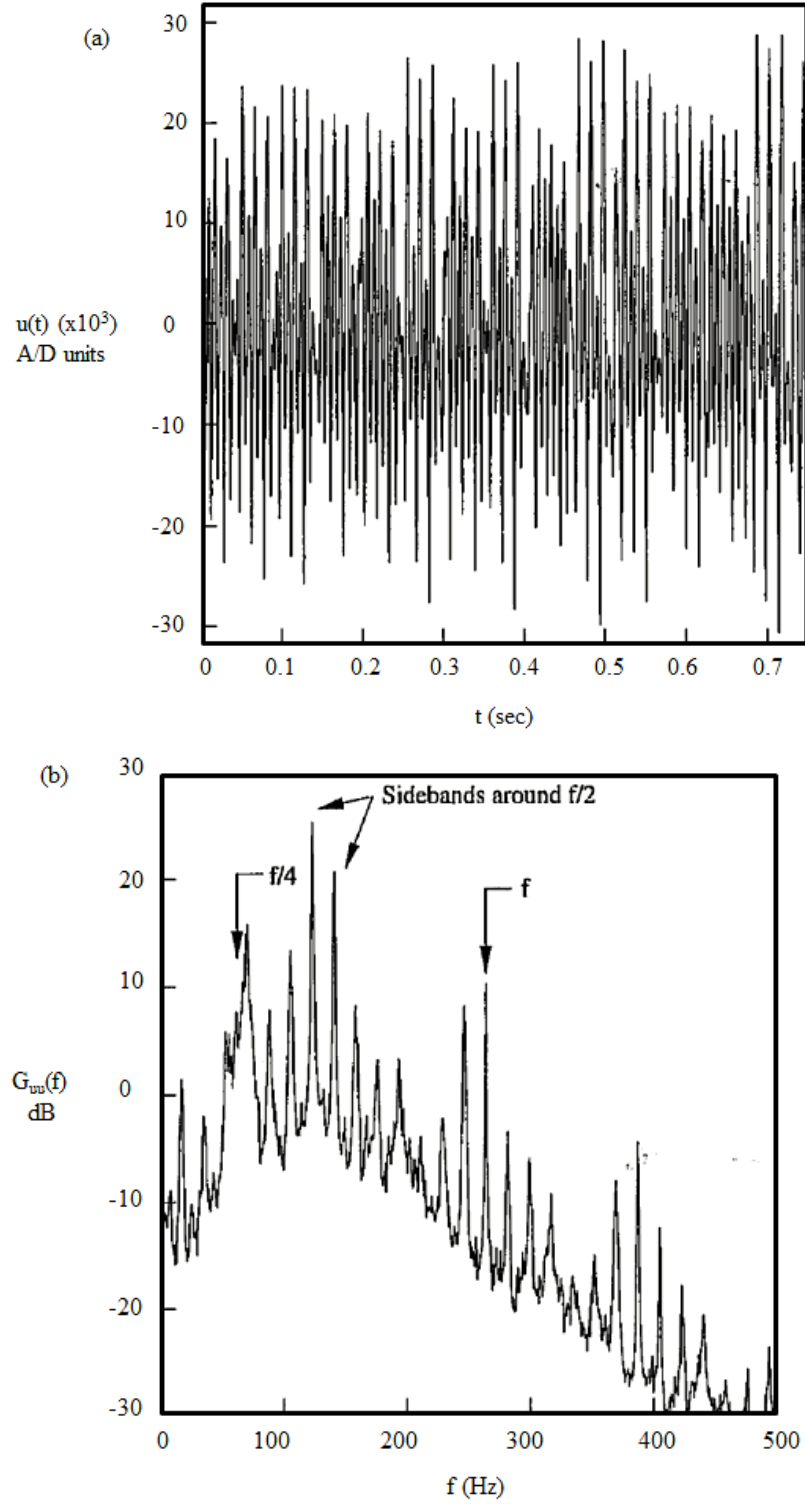 (a)
30
20
10
0
-10
-20
-30
u(t) (x10³)
A/D units
0 0.1 0.2 0.3 0.4 0.5 0.6 0.7
t (sec)
(b)
30
20
10
0
-10
-20
-30
G_uu(f)
dB
Sidebands around f/2
f/4
f
0 100 200 300 400 500
f (Hz)